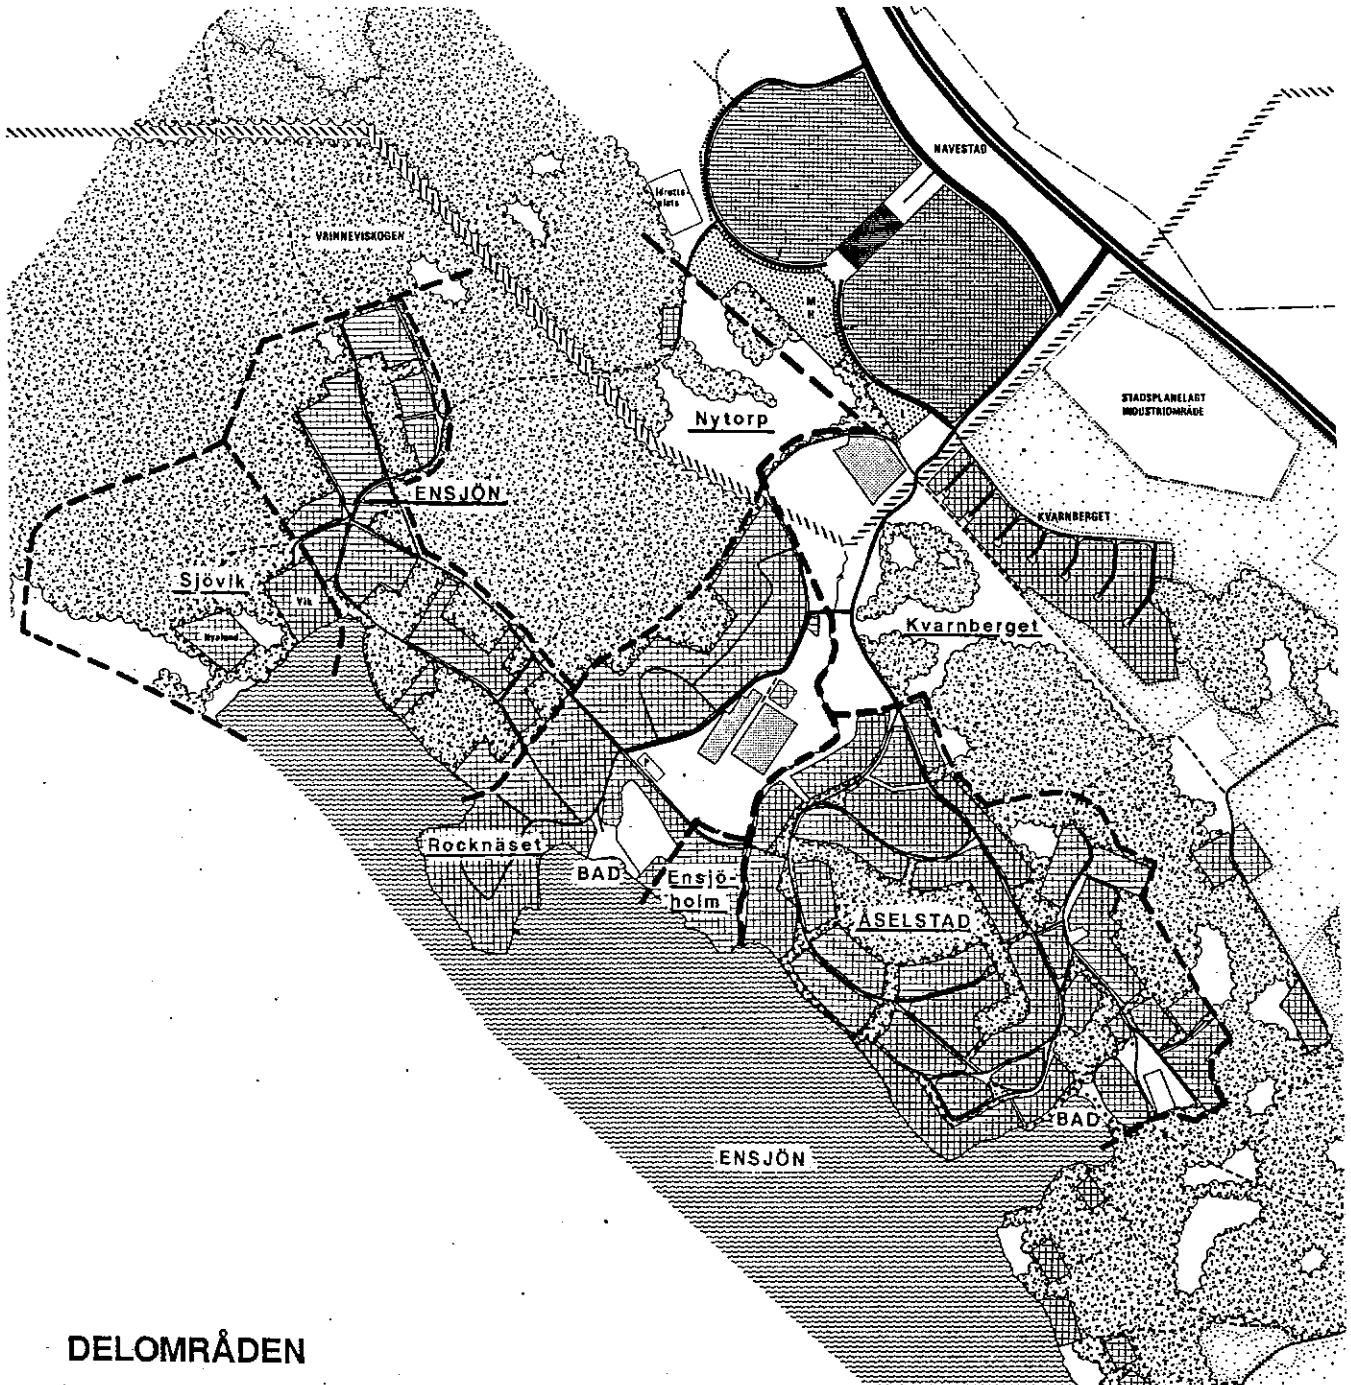 NAVESTAD
Idrotts
plats
VRINNEVISKOGEN
STADSPLANELAGT
INDUSTRIOMRÅDE
Nytorp
ENSJÖN
KVARNBERGET
Sjövik
Vik
Kvarnberget
Rocknäset
BAD
Ensjö-
holm
ÅSELSTAD
BAD
ENSJÖN
DELOMRÅDEN